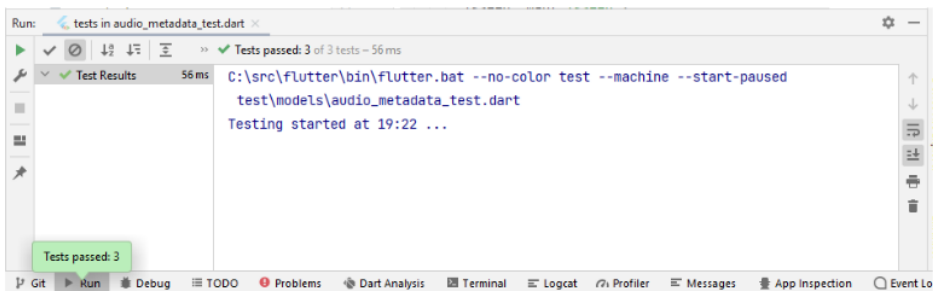 Run:
tests in audio_metadata_test.dart
Tests passed: 3 of 3 tests – 56 ms
Test Results 56 ms
C:\src\flutter\bin\flutter.bat --no-color test --machine --start-paused
test\models\audio_metadata_test.dart
Testing started at 19:22 ...
Tests passed: 3
Git Run Debug TODO Problems Dart Analysis Terminal Logcat Profiler Messages App Inspection Event Lo